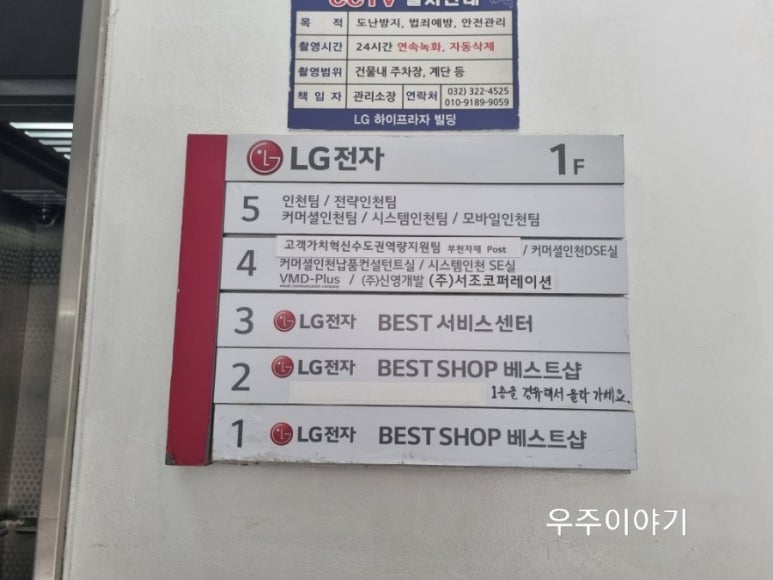 CCTV 설치안내
목 적 도난방지, 범죄예방, 안전관리
촬영시간 24시간 연속녹화, 자동삭제
촬영범위 건물내 주차장, 계단 등
책 임 자 관리소장 연락처 032) 322-4525
010-9189-9059
LG 하이프라자 빌딩
LG전자 1F
5 인천팀 / 전략인천팀
커머셜인천팀 / 시스템인천팀 / 모바일인천팀
고객가치혁신수도권역량지원팀 부천자재 Post / 커머셜인천DSE실
4 커머셜인천납품컨설턴트실 / 시스템인천 SE실
VMD-Plus / (주)신영개발 (주)서조코퍼레이션
3 LG전자 BEST 서비스센터
2 LG전자 BEST SHOP 베스트샵
1층을 경유해서 올라 가세요.
1 LG전자 BEST SHOP 베스트샵
우주이야기